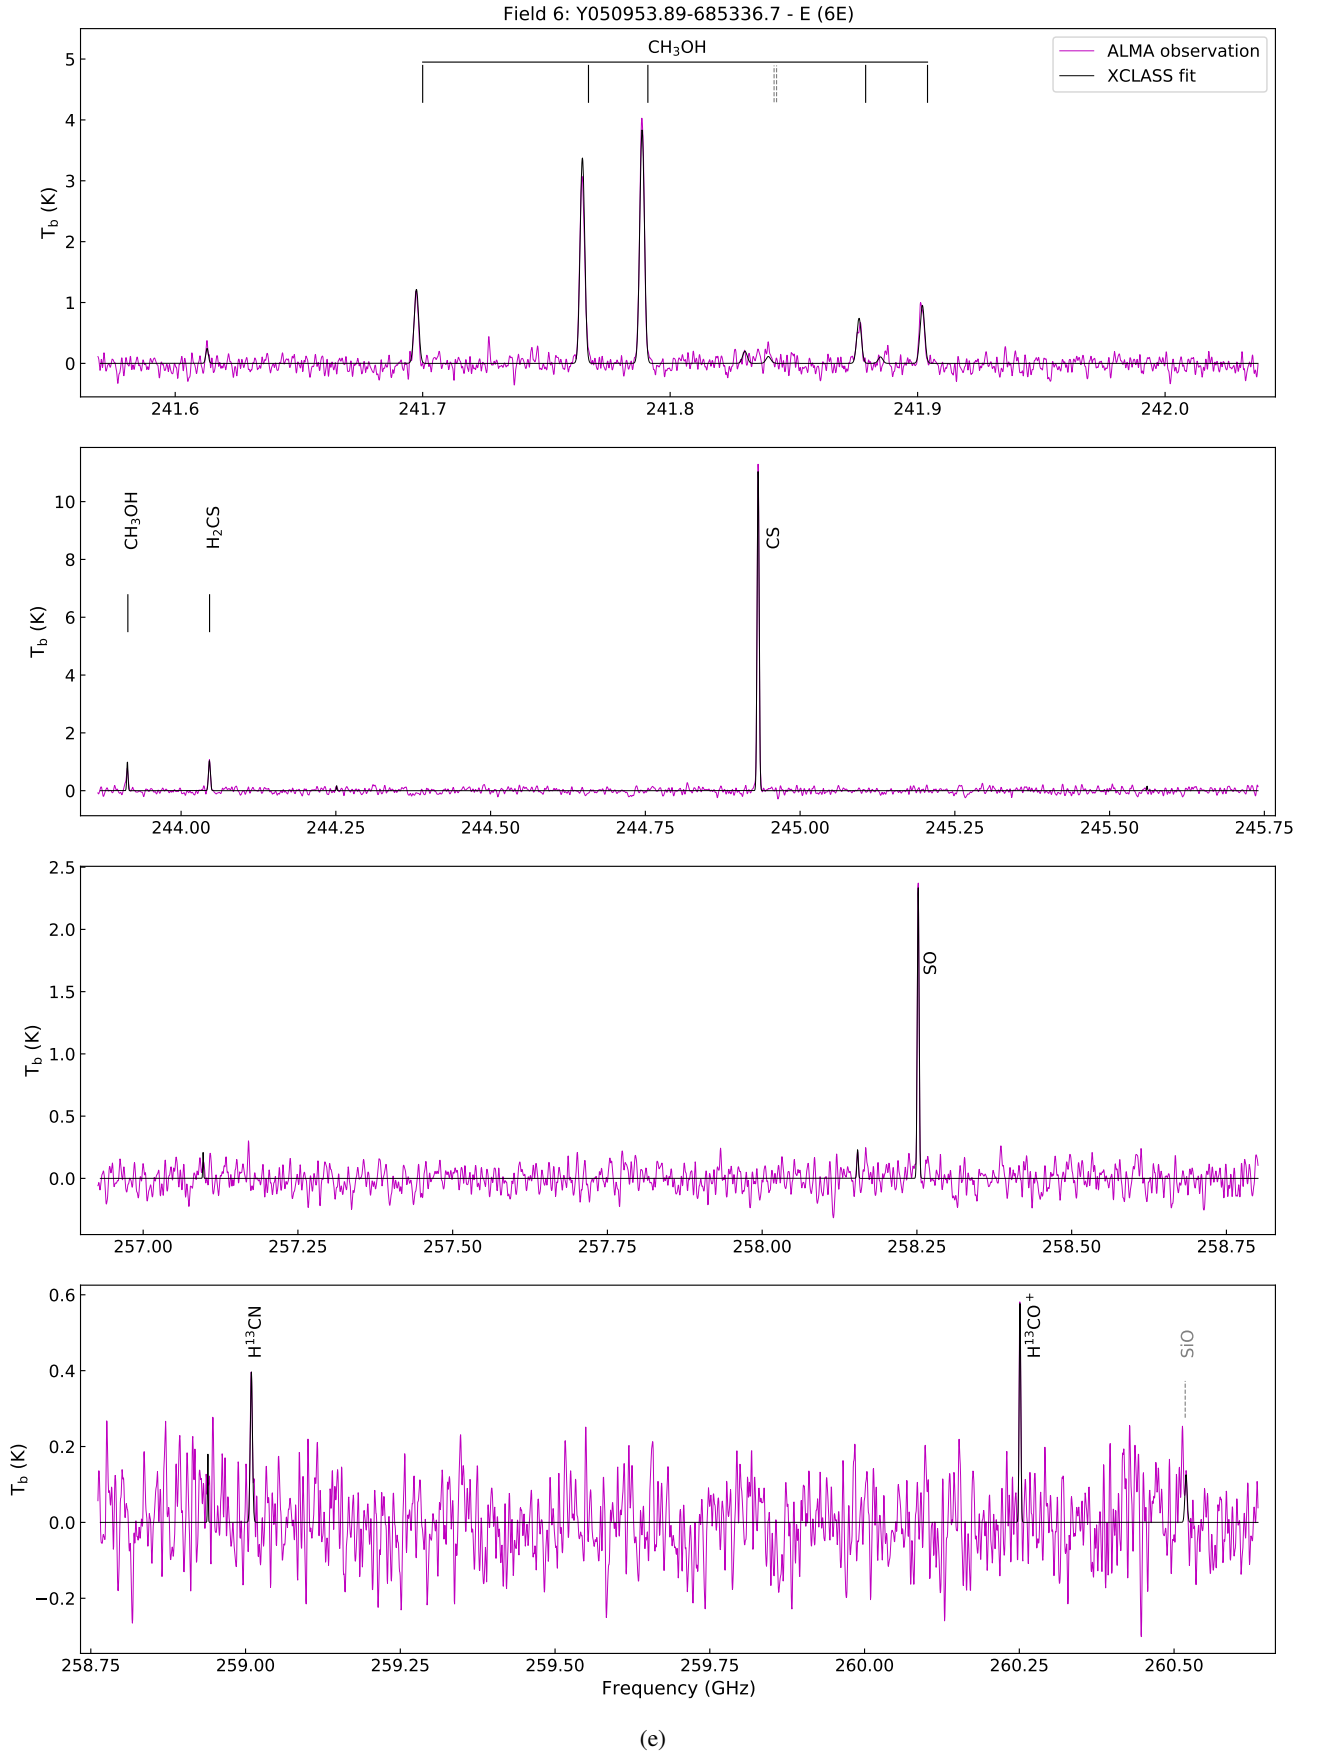 Field 6: Y050953.89-685336.7 - E (6E)
CH₃OH
ALMA observation
XCLASS fit
5
4
3
2
1
0
T_b (K)
241.6 241.7 241.8 241.9 242.0
CH₃OH
H₂CS
CS
10
8
6
4
2
0
T_b (K)
244.00 244.25 244.50 244.75 245.00 245.25 245.50 245.75
SO
2.5
2.0
1.5
1.0
0.5
0.0
T_b (K)
257.00 257.25 257.50 257.75 258.00 258.25 258.50 258.75
H¹³CN
H¹³CO⁺
SiO
0.6
0.4
0.2
0.0
−0.2
T_b (K)
258.75 259.00 259.25 259.50 259.75 260.00 260.25 260.50
Frequency (GHz)
(e)